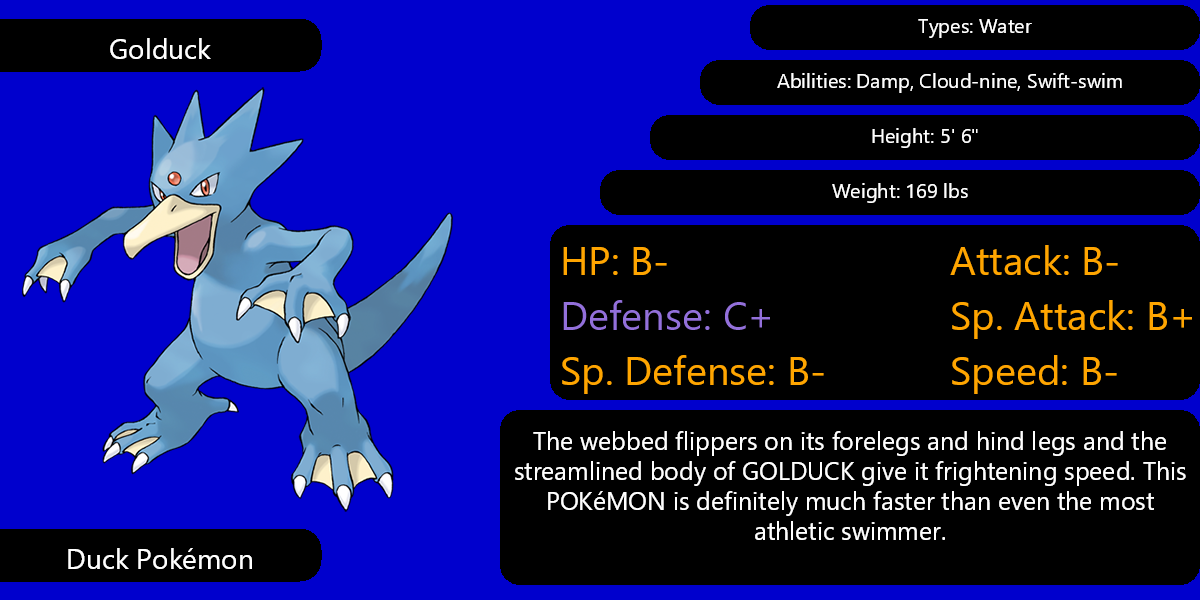 Golduck
Types: Water
Abilities: Damp, Cloud-nine, Swift-swim
Height: 5' 6"
Weight: 169 lbs
HP: B-
Attack: B-
Defense: C+
Sp. Attack: B+
Sp. Defense: B-
Speed: B-
The webbed flippers on its forelegs and hind legs and the
streamlined body of GOLDUCK give it frightening speed. This
POKéMON is definitely much faster than even the most
athletic swimmer.
Duck Pokémon